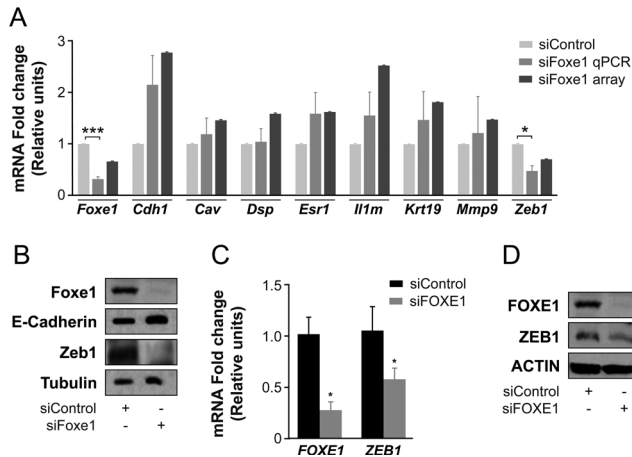 A
mRNA Fold change
(Relative units)
3
2
1
0
***
*
siControl
siFoxe1 qPCR
siFoxe1 array
Foxe1 Cdh1 Cav Dsp Esr1 Il1m Krt19 Mmp9 Zeb1
B
Foxe1
E-Cadherin
Zeb1
Tubulin
siControl + -
siFoxe1 - +
C
mRNA Fold change
(Relative units)
1.5
1.0
0.5
0
siControl
siFOXE1
* *
FOXE1 ZEB1
D
FOXE1
ZEB1
ACTIN
siControl + -
siFOXE1 - +